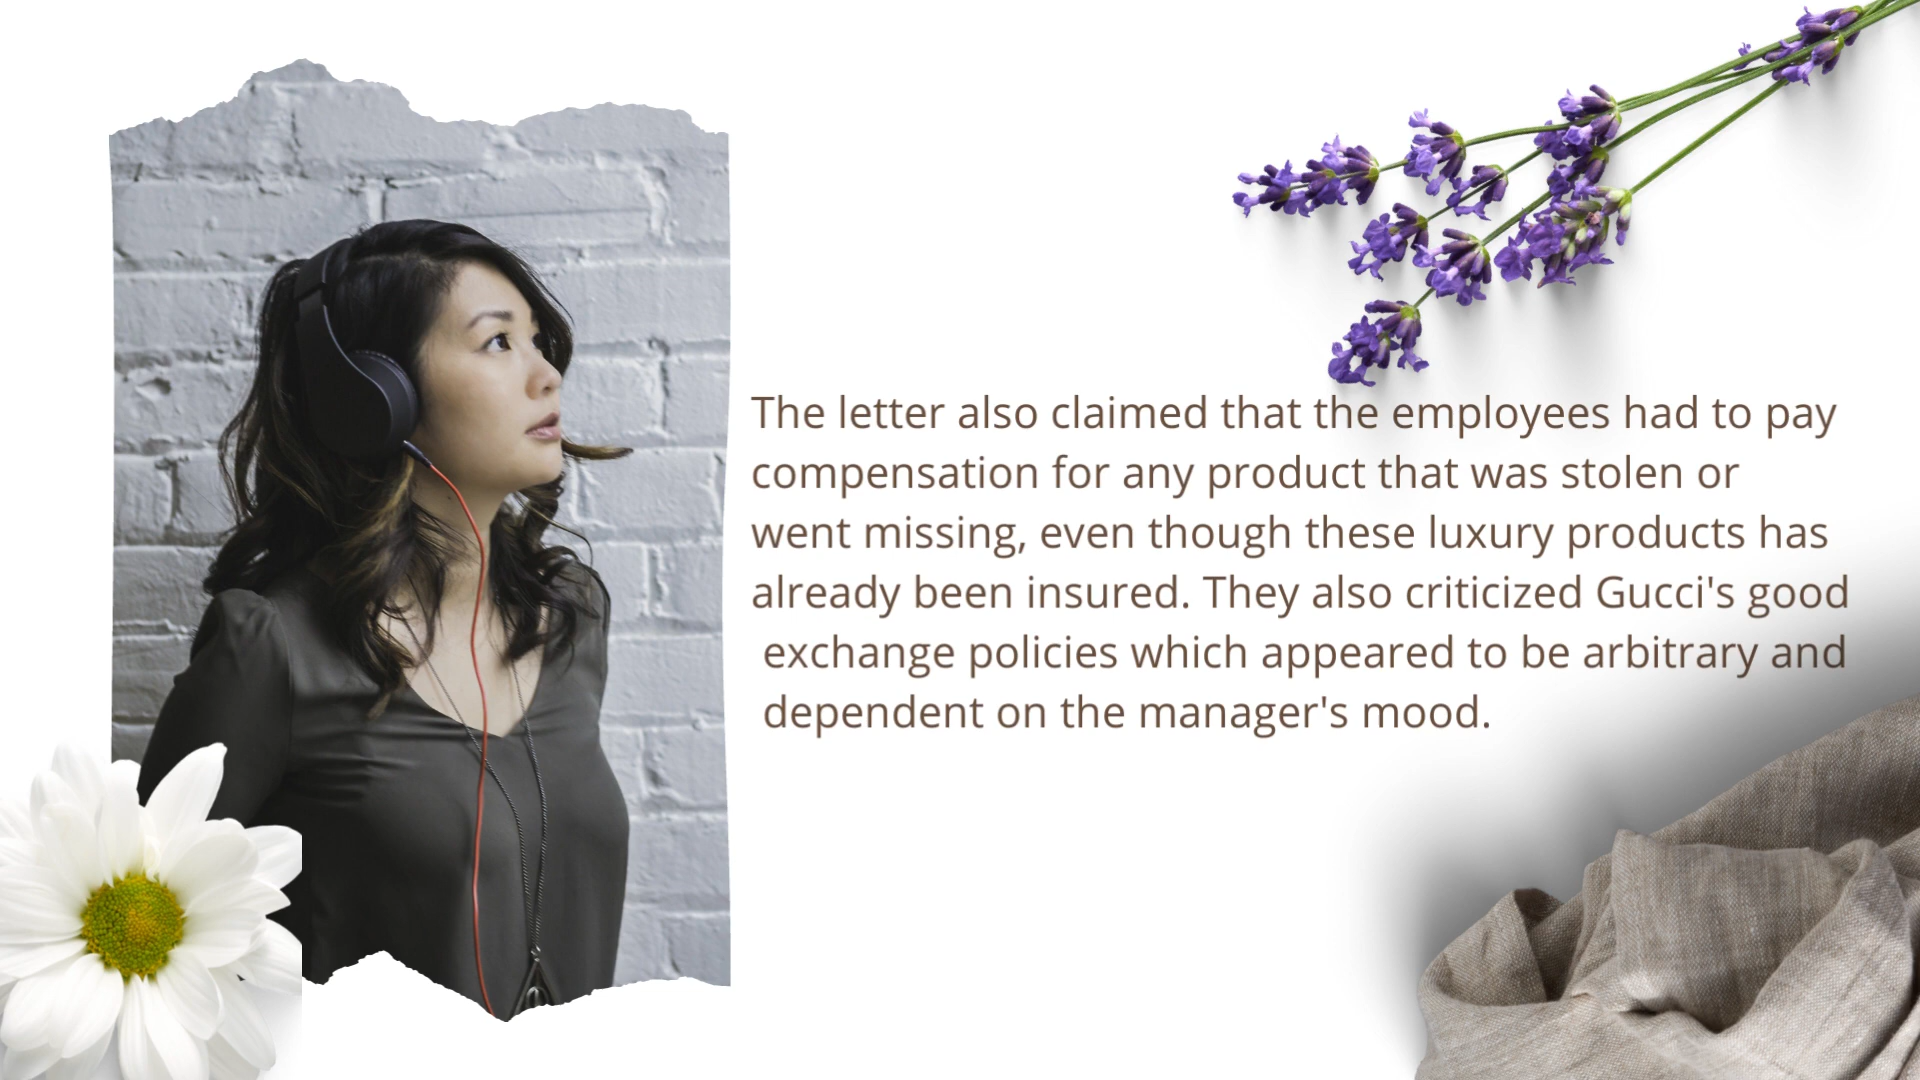 The letter also claimed that the employees had to pay
compensation for any product that was stolen or
went missing, even though these luxury products has
already been insured. They also criticized Gucci's good
exchange policies which appeared to be arbitrary and
dependent on the manager's mood.